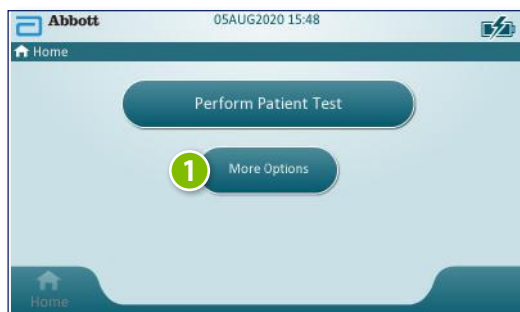 Abbott
05AUG2020 15:48
Home
Perform Patient Test
1
More Options
Home